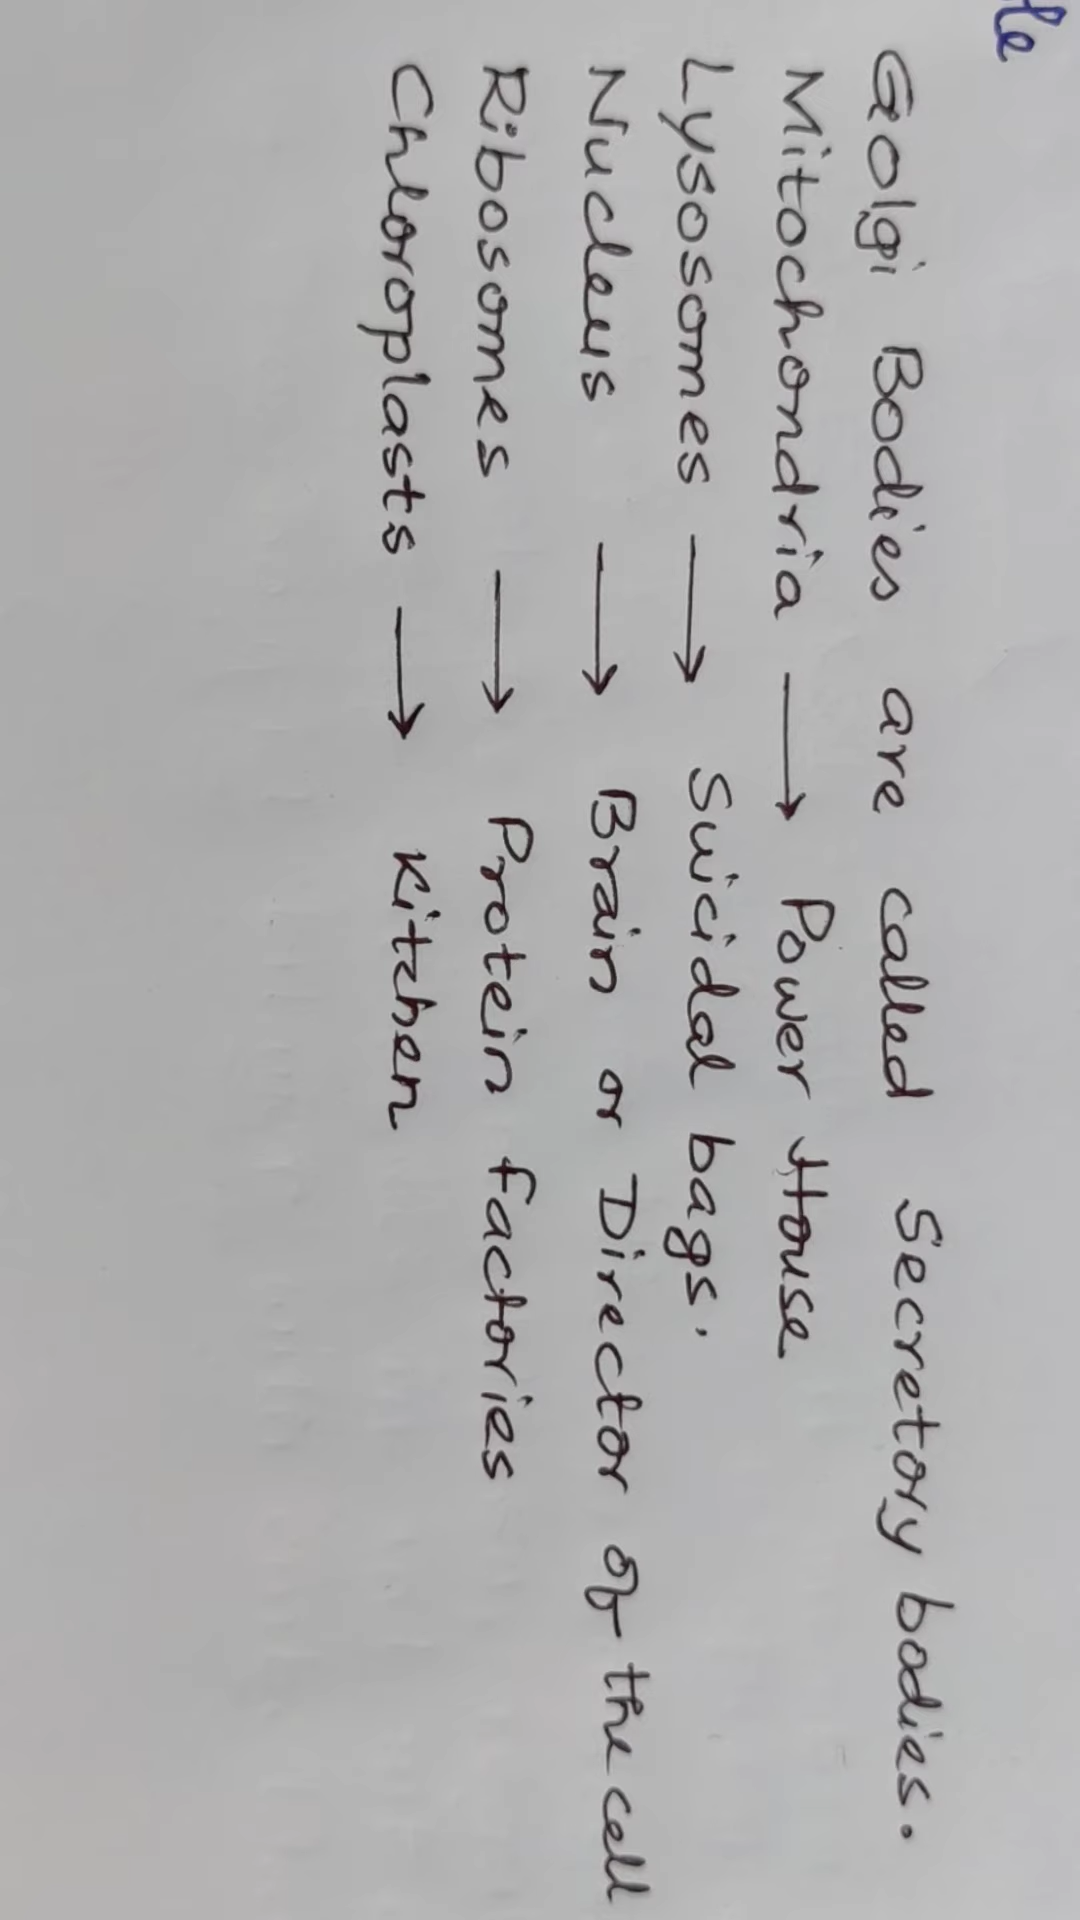 Golgi Bodies are called Secretory bodies.
Mitochondria → Power House
Lysosomes → Suicidal bags.
Nucleus → Brain or Director of the cell
Ribosomes → Protein factories
Chloroplasts → Kitchen